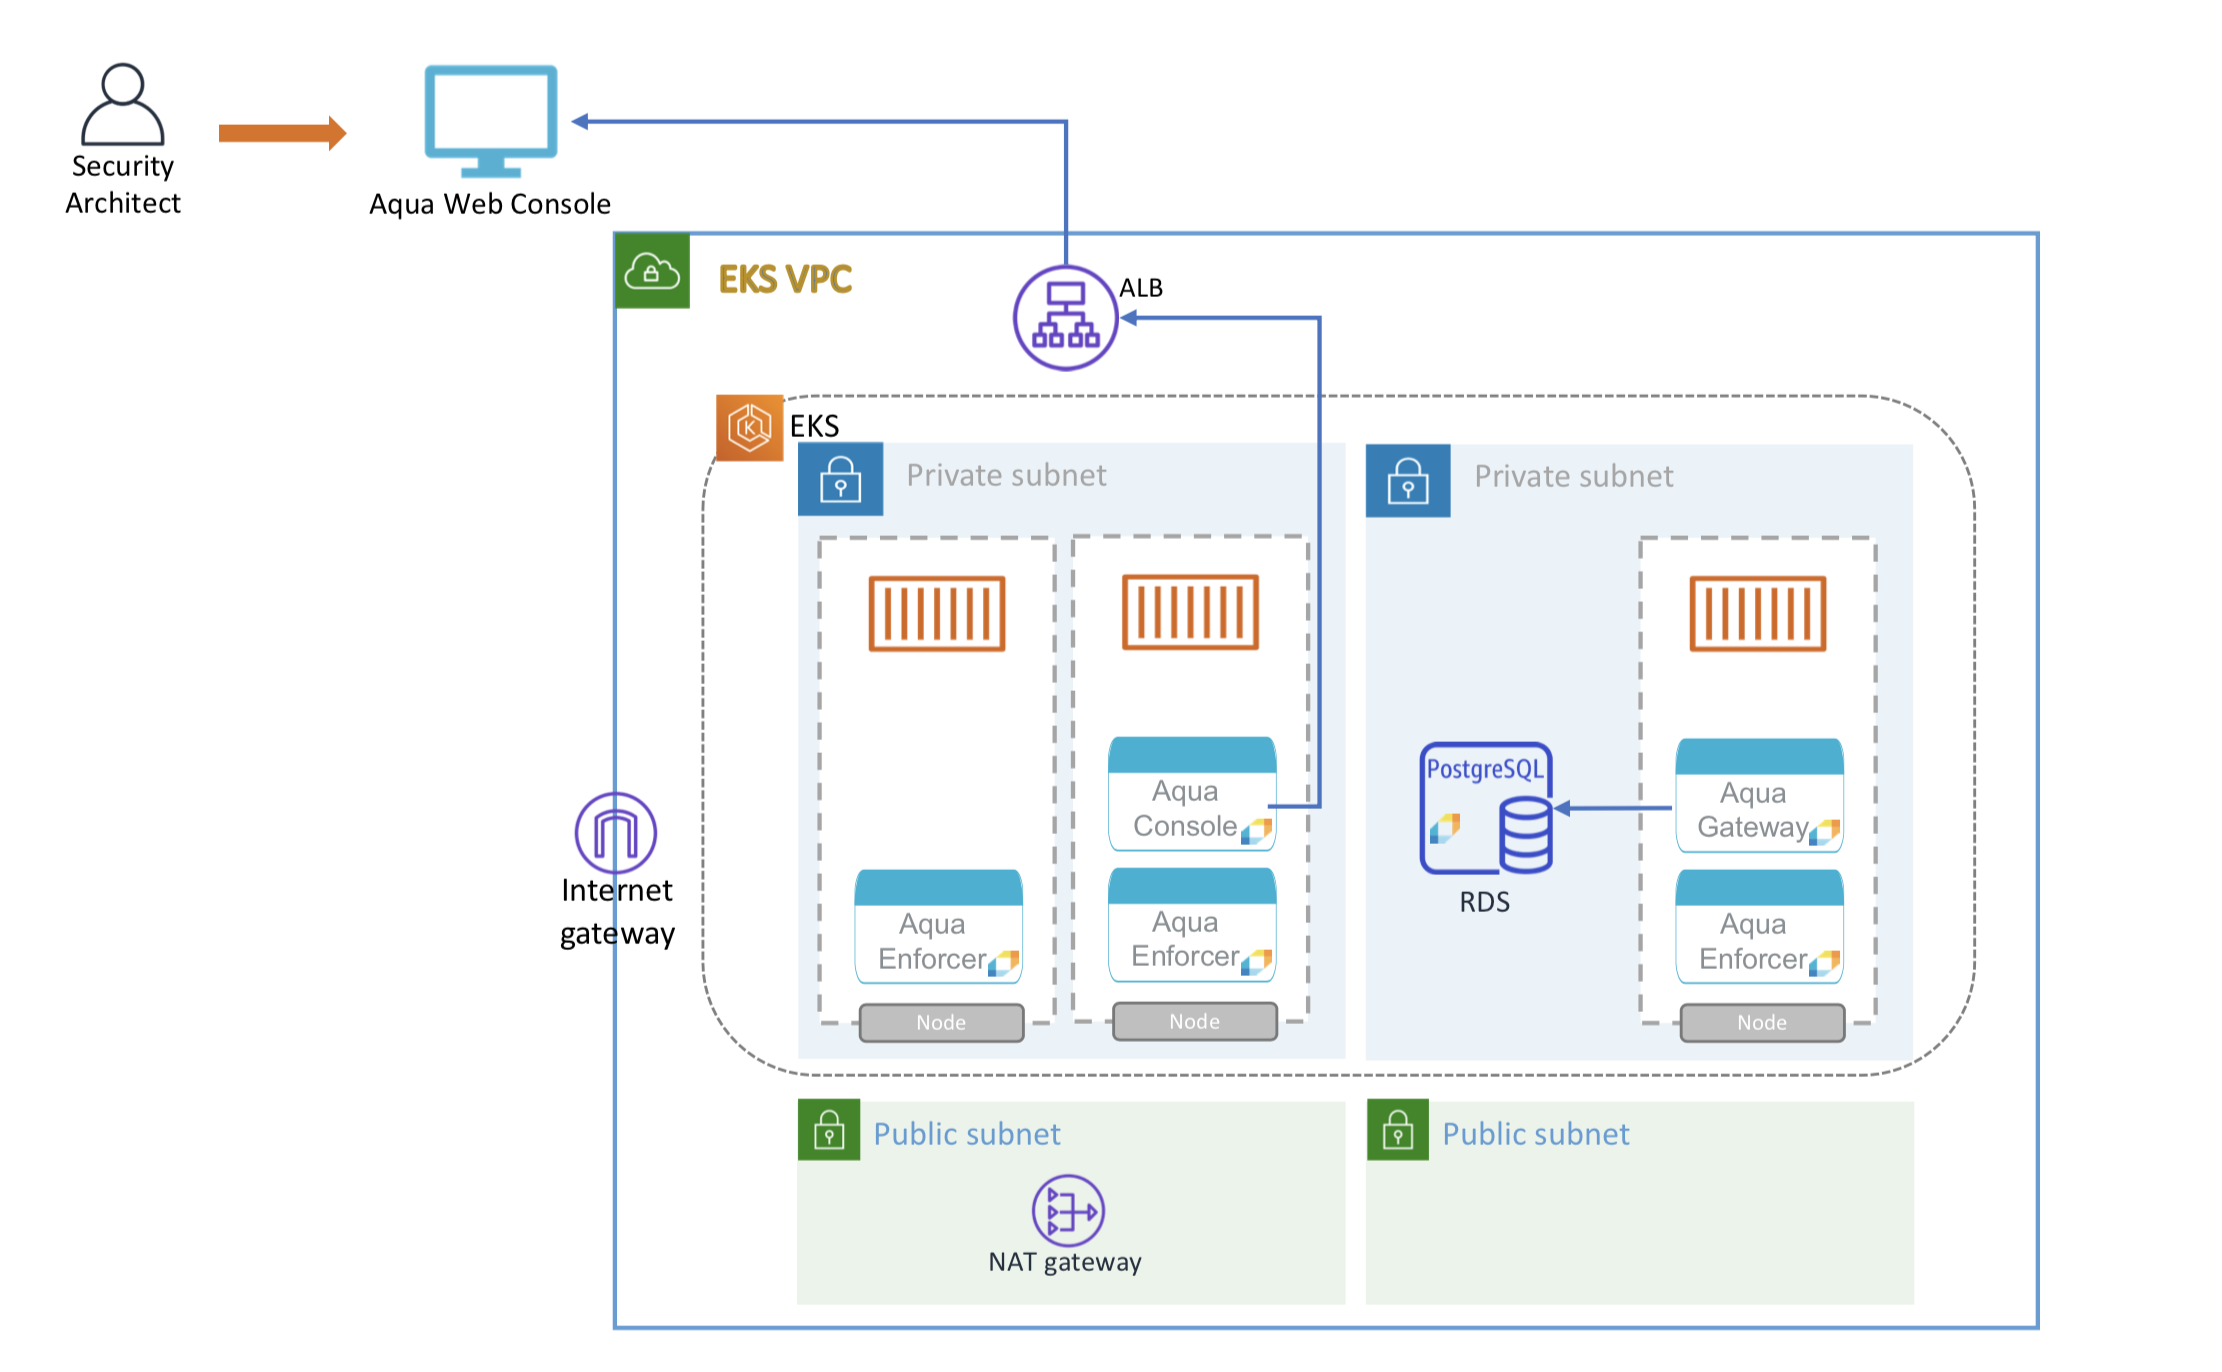 Security
Architect
Aqua Web Console
EKS VPC
ALB
EKS
Private subnet
Private subnet
Aqua
Console
Aqua
Enforcer
Aqua
Enforcer
Node
Node
PostgreSQL
RDS
Aqua
Gateway
Aqua
Enforcer
Node
Internet
gateway
Public subnet
NAT gateway
Public subnet